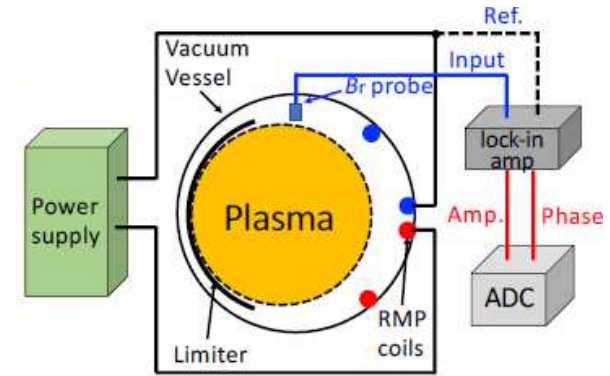 Ref.
Vacuum
Vessel
Input
Br probe
lock-in
amp
Power
supply
Plasma
Amp.
Phase
ADC
RMP
coils
Limiter